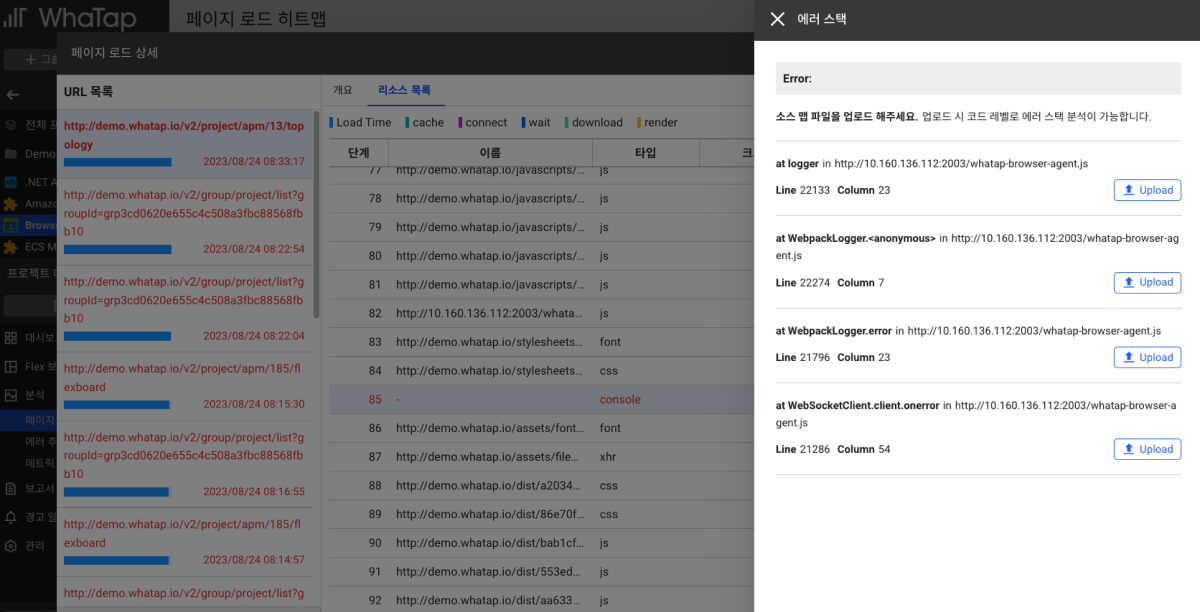 WhaTap
페이지 로드 히트맵
페이지 로드 상세
전체
Demo
.NET A
Amazo
Brows
ECS M
프로젝트
대시보
Flex 보
분석
페이지
에러 추
메트릭
보고서
경고 알
관리
URL 목록
http://demo.whatap.io/v2/project/apm/13/top
ology
2023/08/24 08:33:17
http://demo.whatap.io/v2/group/project/list?g
roupId=grp3cd0620e655c4c508a3fbc88568fb
b10
2023/08/24 08:22:54
http://demo.whatap.io/v2/group/project/list?g
roupId=grp3cd0620e655c4c508a3fbc88568fb
b10
2023/08/24 08:22:04
http://demo.whatap.io/v2/project/apm/185/fl
exboard
2023/08/24 08:15:30
http://demo.whatap.io/v2/group/project/list?g
roupId=grp3cd0620e655c4c508a3fbc88568fb
b10
2023/08/24 08:16:55
http://demo.whatap.io/v2/project/apm/185/fl
exboard
2023/08/24 08:14:57
http://demo.whatap.io/v2/group/project/list?g
개요 리소스 목록
Load Time cache connect wait download render
단계 이름 타입 크
77 http://demo.whatap.io/javascripts/... js
78 http://demo.whatap.io/javascripts/... js
79 http://demo.whatap.io/javascripts/... js
80 http://demo.whatap.io/javascripts/... js
81 http://demo.whatap.io/javascripts/... js
82 http://10.160.136.112:2003/whata... js
83 http://demo.whatap.io/stylesheets... font
84 http://demo.whatap.io/stylesheets... css
85 - console
86 http://demo.whatap.io/assets/font... font
87 http://demo.whatap.io/assets/file... xhr
88 http://demo.whatap.io/dist/a2034... css
89 http://demo.whatap.io/dist/86e70f... css
90 http://demo.whatap.io/dist/bab1cf... js
91 http://demo.whatap.io/dist/553ed... js
92 http://demo.whatap.io/dist/aa633... js
에러 스택
Error:
소스 맵 파일을 업로드 해주세요. 업로드 시 코드 레벨로 에러 스택 분석이 가능합니다.
at logger in http://10.160.136.112:2003/whatap-browser-agent.js
Line 22133 Column 23 Upload
at WebpackLogger.<anonymous> in http://10.160.136.112:2003/whatap-browser-ag
ent.js
Line 22274 Column 7 Upload
at WebpackLogger.error in http://10.160.136.112:2003/whatap-browser-agent.js
Line 21796 Column 23 Upload
at WebSocketClient.client.onerror in http://10.160.136.112:2003/whatap-browser-a
gent.js
Line 21286 Column 54 Upload